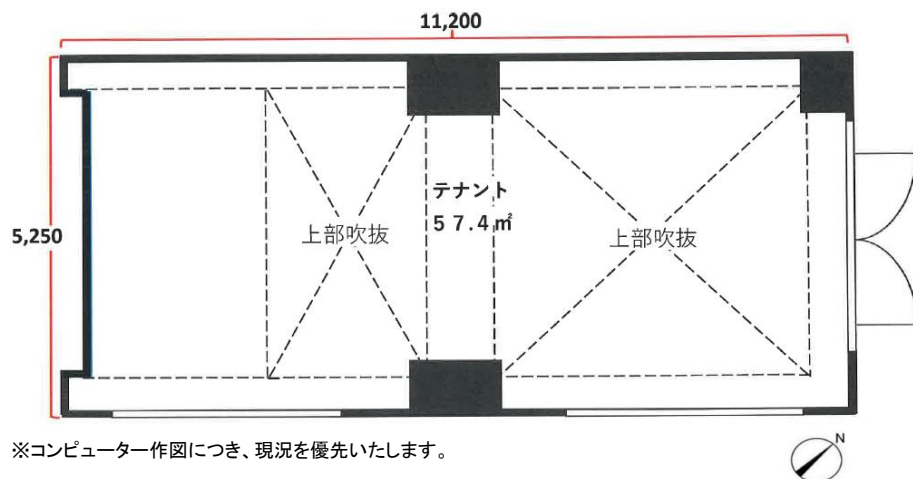 11,200
テナント
５７.４㎡
5,250
上部吹抜
上部吹抜
※コンピューター作図につき、現況を優先いたします。
N